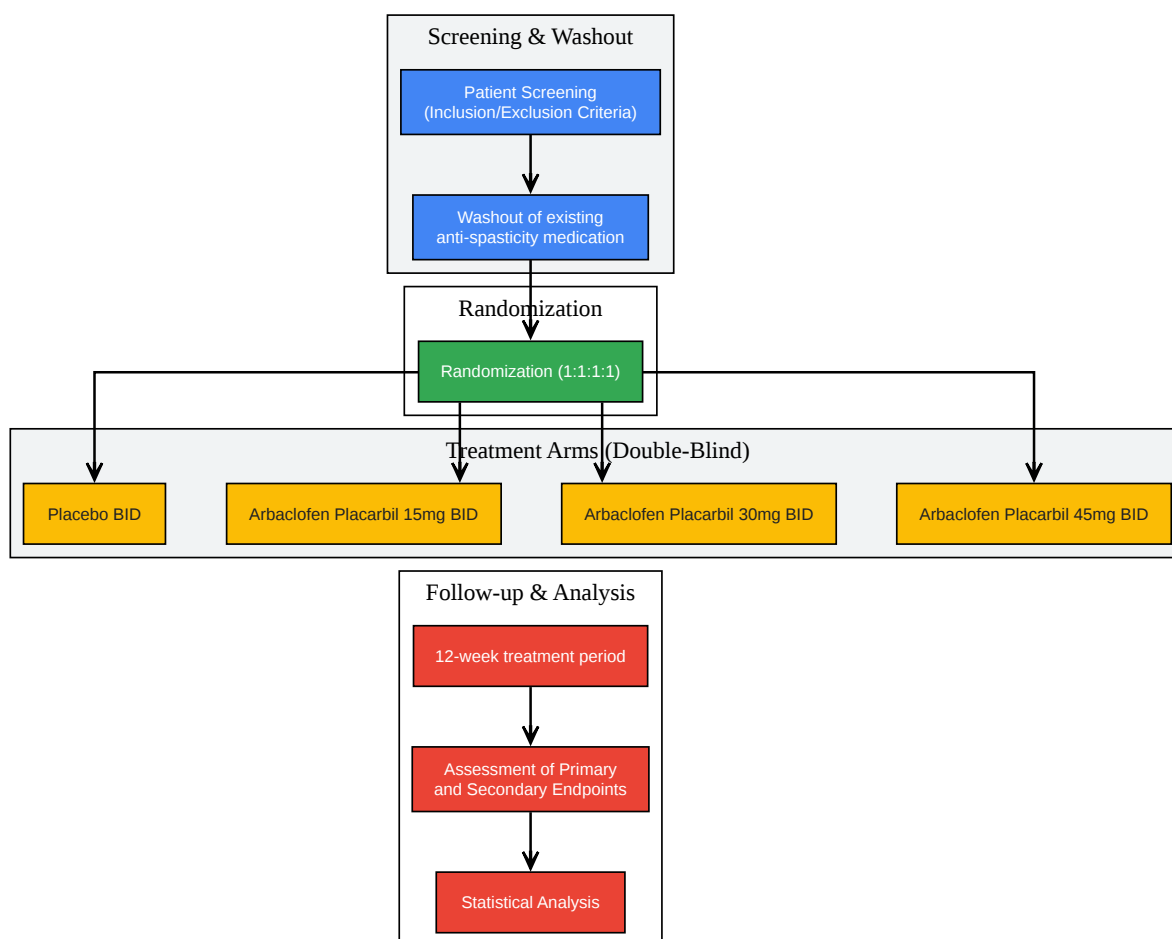 Screening & Washout
Patient Screening
(Inclusion/Exclusion Criteria)
Washout of existing
anti-spasticity medication
Randomization
Randomization (1:1:1:1)
Treatment Arms (Double-Blind)
Placebo BID
Arbaclofen Placarbil 15mg BID
Arbaclofen Placarbil 30mg BID
Arbaclofen Placarbil 45mg BID
Follow-up & Analysis
12-week treatment period
Assessment of Primary
and Secondary Endpoints
Statistical Analysis